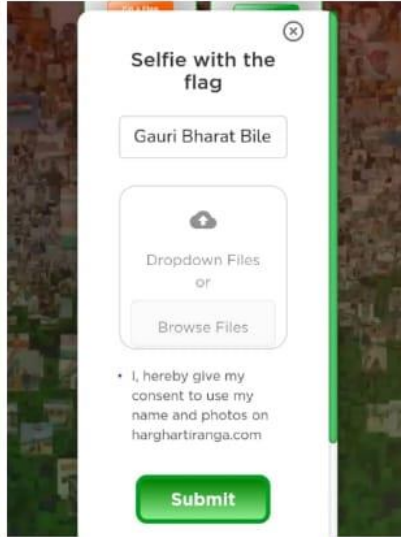 Selfie with the
flag
Gauri Bharat Bile
Dropdown Files
or
Browse Files
• I, hereby give my
consent to use my
name and photos on
harghartiranga.com
Submit